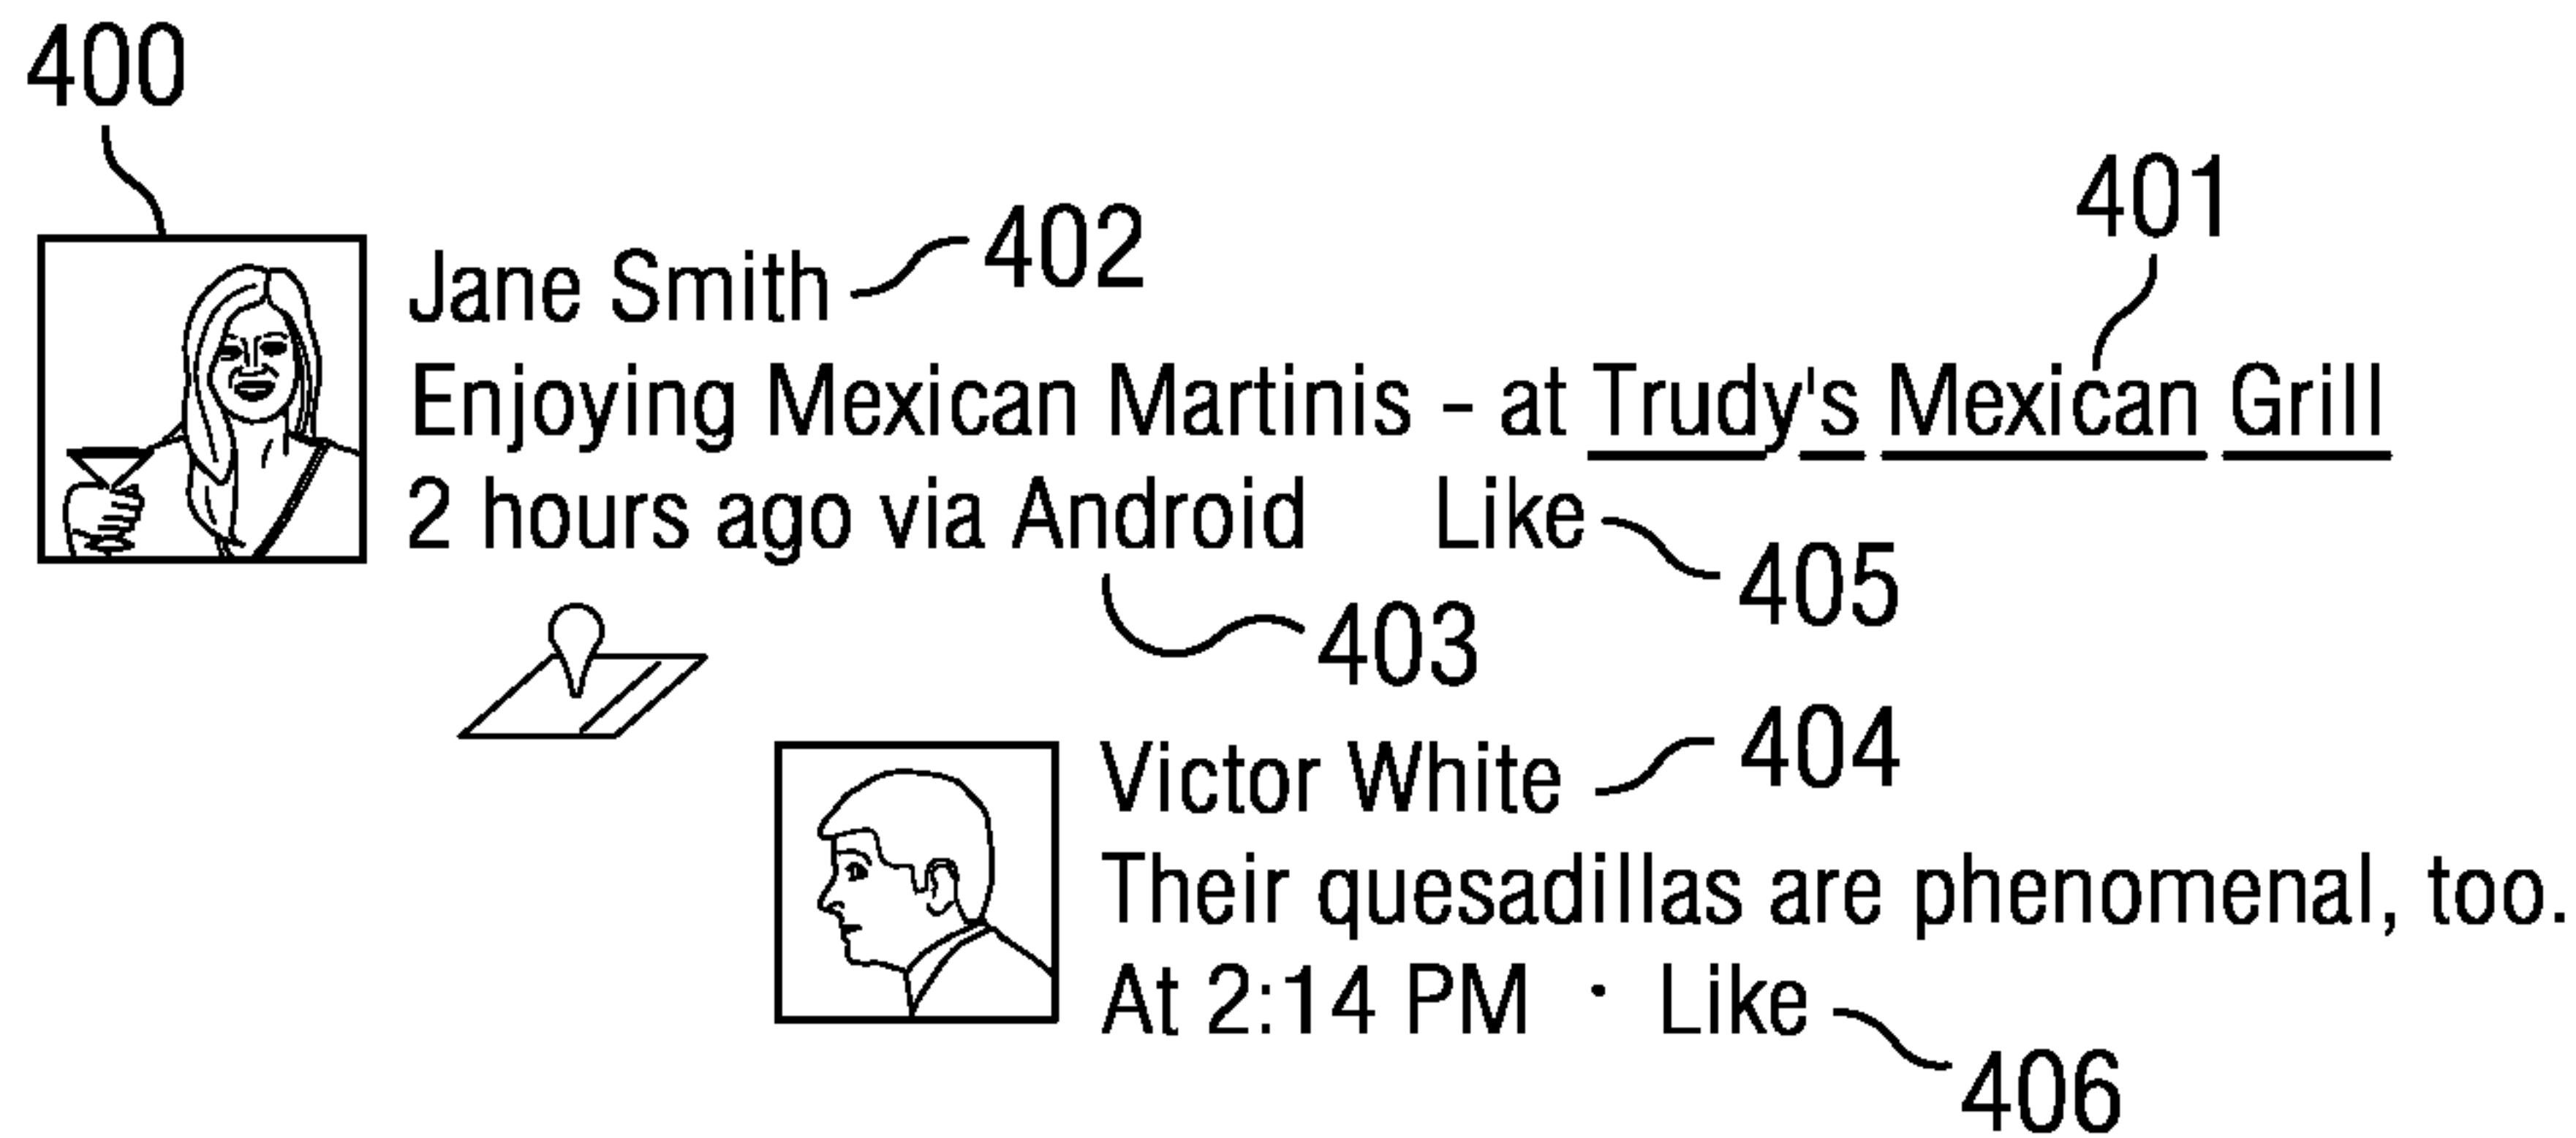 400
401
Jane Smith 402
Enjoying Mexican Martinis - at Trudy's Mexican Grill
2 hours ago via Android Like 405
403
Victor White 404
Their quesadillas are phenomenal, too.
At 2:14 PM · Like
406